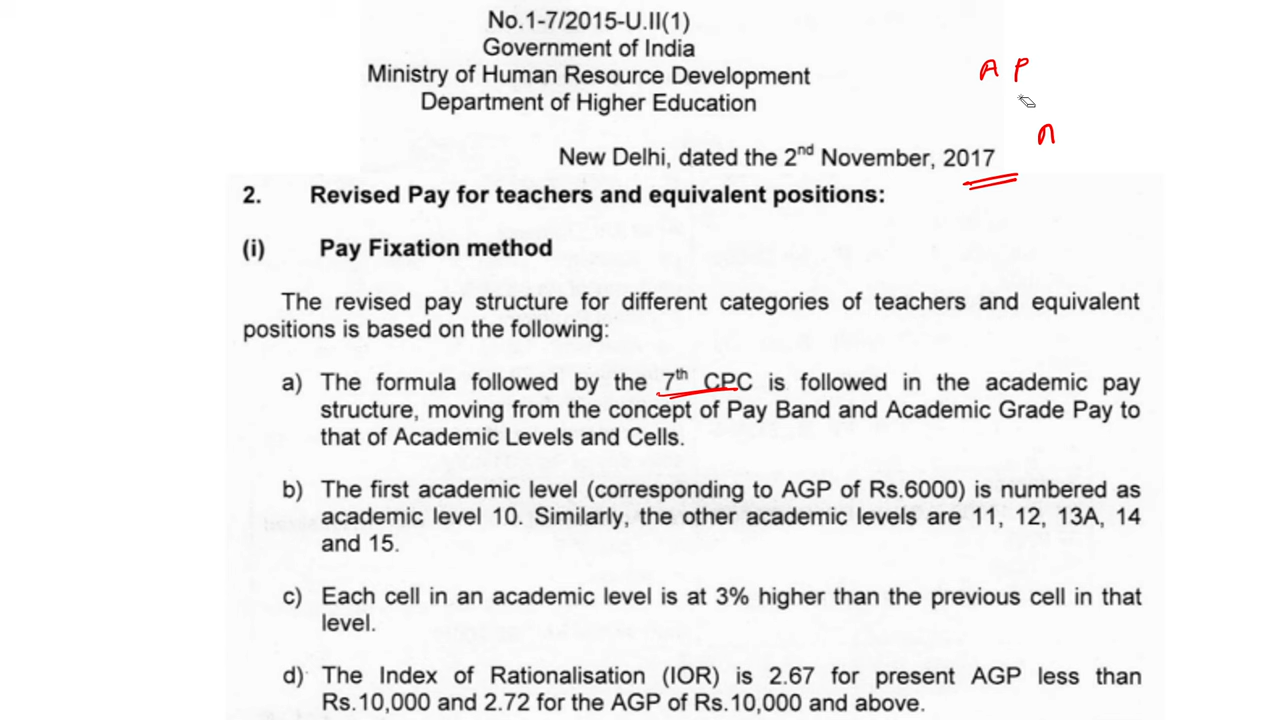 No.1-7/2015-U.II(1)
Government of India
Ministry of Human Resource Development
Department of Higher Education
A P
New Delhi, dated the 2nd November, 2017
2. Revised Pay for teachers and equivalent positions:
(i) Pay Fixation method
The revised pay structure for different categories of teachers and equivalent
positions is based on the following:
a) The formula followed by the 7th CPC is followed in the academic pay
structure, moving from the concept of Pay Band and Academic Grade Pay to
that of Academic Levels and Cells.
b) The first academic level (corresponding to AGP of Rs.6000) is numbered as
academic level 10. Similarly, the other academic levels are 11, 12, 13A, 14
and 15.
c) Each cell in an academic level is at 3% higher than the previous cell in that
level.
d) The Index of Rationalisation (IOR) is 2.67 for present AGP less than
Rs.10,000 and 2.72 for the AGP of Rs.10,000 and above.